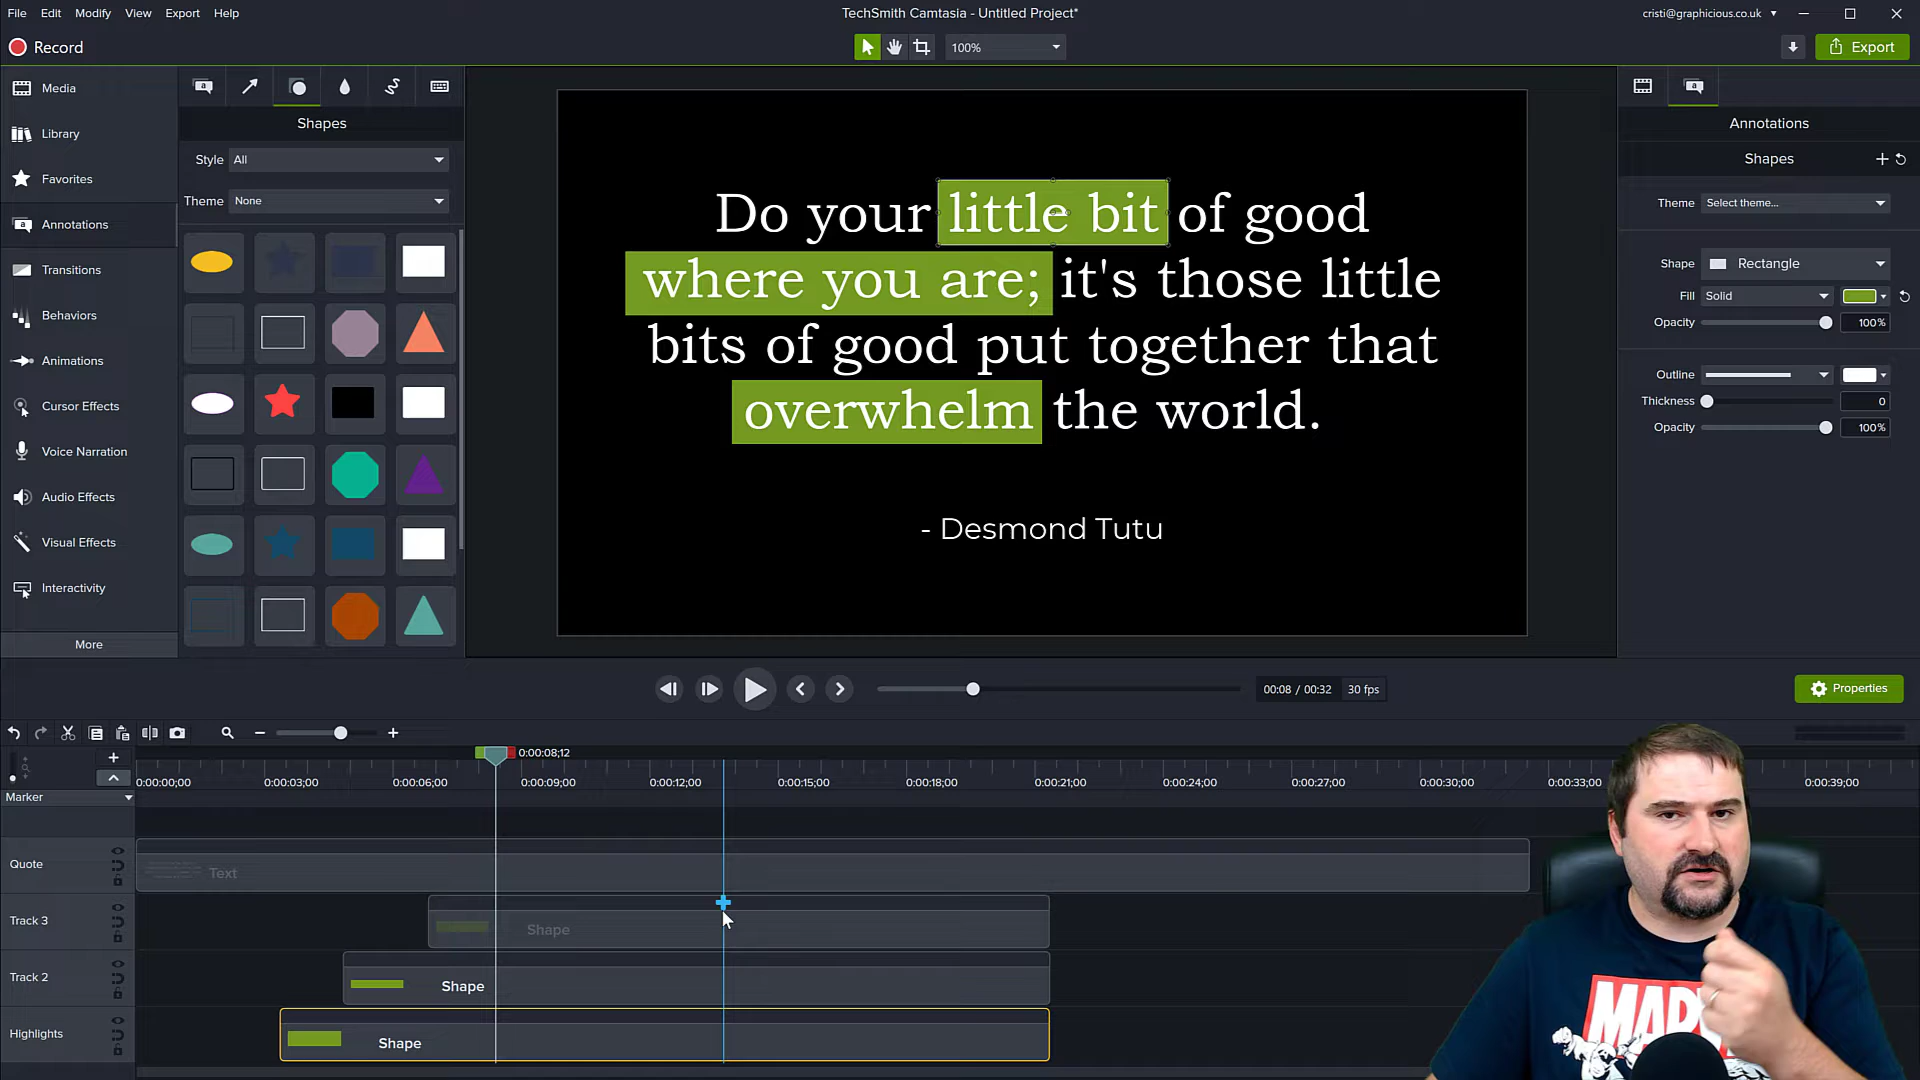 File Edit Modify View Export Help
TechSmith Camtasia - Untitled Project*
cristi@graphicious.co.uk
Record
100%
Export
Media
Library
Favorites
Annotations
Transitions
Behaviors
Animations
Cursor Effects
Voice Narration
Audio Effects
Visual Effects
Interactivity
More
Shapes
Style All
Theme None
Do your little bit of good
where you are; it's those little
bits of good put together that
overwhelm the world.
- Desmond Tutu
Annotations
Shapes
Theme Select theme...
Shape Rectangle
Fill Solid
Opacity 100%
Outline
Thickness 0
Opacity 100%
00:08 / 00:32 30 fps
Properties
0:00:08;12
0:00:00;00 0:00:03;00 0:00:06;00 0:00:09;00 0:00:12;00 0:00:15;00 0:00:18;00 0:00:21;00 0:00:24;00 0:00:27;00 0:00:30;00 0:00:33;00 0:00:39;00
Marker
Quote
Text
Track 3
Shape
Track 2
Shape
Highlights
Shape